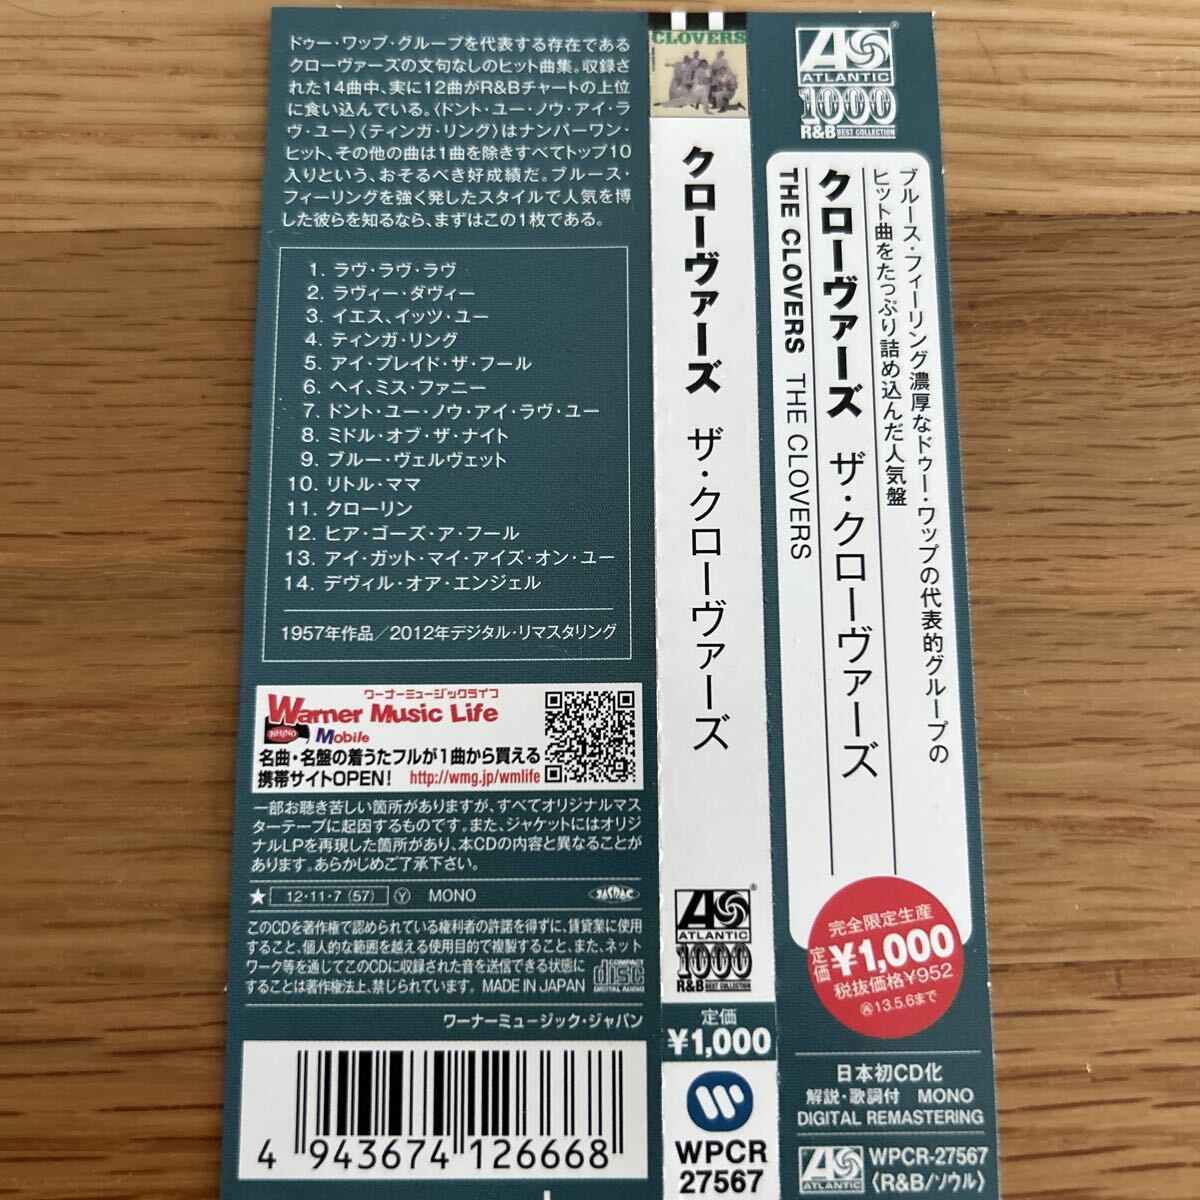 ドゥー・ワップ・グループを代表する存在である
クローヴァーズの文句なしのヒット曲集。収録さ
れた14曲中、実に12曲がR&Bチャートの上位
に食い込んでいる。〈ドント・ユー・ノウ・アイ・ラ
ヴ・ユー〉〈ティンガ・リング〉はナンバーワン・
ヒット、その他の曲は1曲を除きすべてトップ10
入りという、おそるべき好成績だ。ブルース・
フィーリングを強く発したスタイルで人気を博
した彼らを知るなら、まずはこの1枚である。
1. ラヴ・ラヴ・ラヴ
2. ラヴィー・ダヴィー
3. イエス、イッツ・ユー
4. ティンガ・リング
5. アイ・プレイド・ザ・フール
6. ヘイ、ミス・ファニー
7. ドント・ユー・ノウ・アイ・ラヴ・ユー
8. ミドル・オブ・ザ・ナイト
9. ブルー・ヴェルヴェット
10. リトル・ママ
11. クローリン
12. ヒア・ゴーズ・ア・フール
13. アイ・ガット・マイ・アイズ・オン・ユー
14. デヴィル・オア・エンジェル
1957年作品／2012年デジタル・リマスタリング
ワーナーミュージックライフ
Warner Music Life
RHINO
Mobile
名曲・名盤の着うたフルが1曲から買える
携帯サイトOPEN! http://wmg.jp/wmlife
一部お聴き苦しい箇所がありますが、すべてオリジナルマス
ターテープに起因するものです。また、ジャケットにはオリジ
ナルLPを再現した箇所があり、本CDの内容と異なることが
あります。あらかじめご了承下さい。
★ 12・11・7 (57) Ⓨ MONO JASRAC
このCDを著作権で認められている権利者の許諾を得ずに、賃貸業に使用
すること、個人的な範囲を越える使用目的で複製すること、また、ネット
ワーク等を通じてこのCDに収録された音を送信できる状態に
することは著作権法上、禁じられています。 MADE IN JAPAN
COMPACT
disc
DIGITAL AUDIO
ワーナーミュージック・ジャパン
4 943674 126668
CLOVERS
クローヴァーズ ザ・クローヴァーズ
ATLANTIC
1000
R&B BEST COLLECTION
定価
¥1,000
WPCR
27567
ATLANTIC
1000
R&B BEST COLLECTION
ブルース・フィーリング濃厚なドゥー・ワップの代表的グループの
ヒット曲をたっぷり詰め込んだ人気盤
クローヴァーズ ザ・クローヴァーズ
THE CLOVERS THE CLOVERS
完全限定生産
定価¥1,000
税抜価格¥952
再13.5.6まで
日本初CD化
解説・歌詞付 MONO
DIGITAL REMASTERING
ATLANTIC
WPCR-27567
〈R&B/ソウル〉